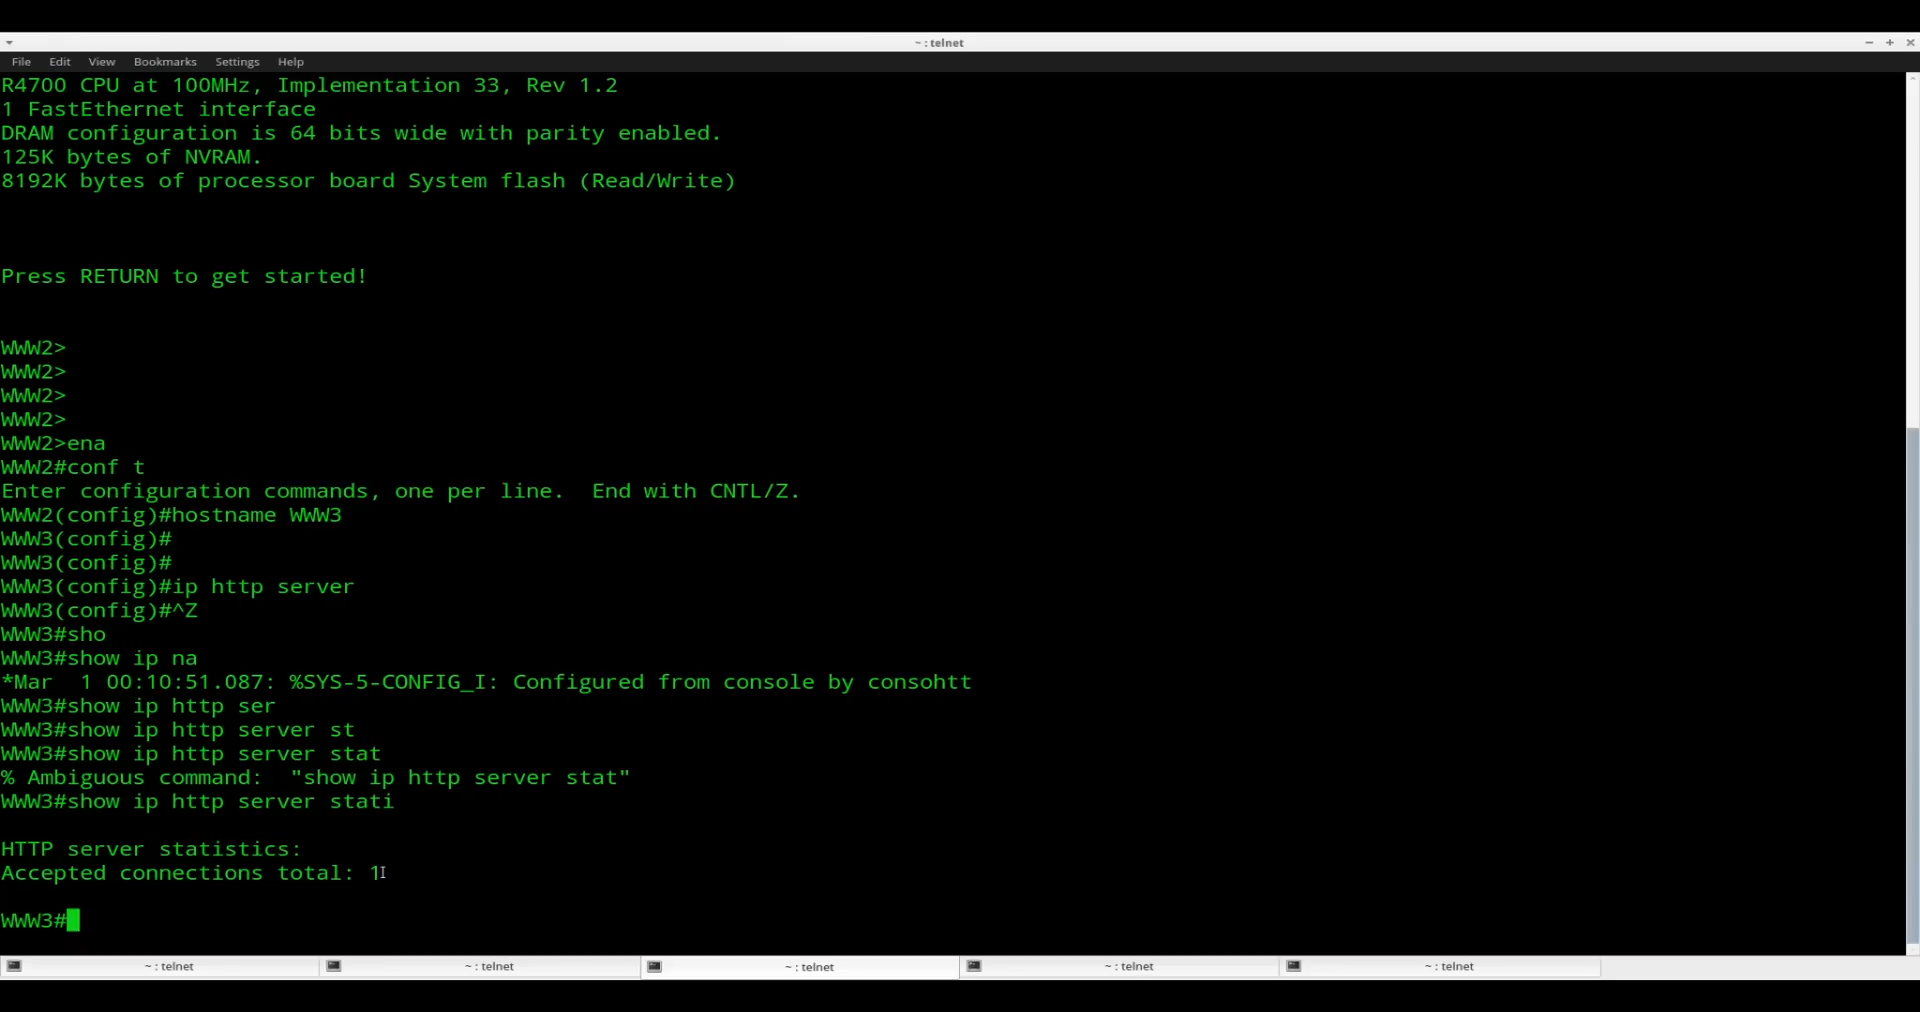 ~ : telnet
File Edit View Bookmarks Settings Help
R4700 CPU at 100MHz, Implementation 33, Rev 1.2
1 FastEthernet interface
DRAM configuration is 64 bits wide with parity enabled.
125K bytes of NVRAM.
8192K bytes of processor board System flash (Read/Write)
Press RETURN to get started!
WWW2>
WWW2>
WWW2>
WWW2>
WWW2>ena
WWW2#conf t
Enter configuration commands, one per line.  End with CNTL/Z.
WWW2(config)#hostname WWW3
WWW3(config)#
WWW3(config)#
WWW3(config)#ip http server
WWW3(config)#^Z
WWW3#sho
WWW3#show ip na
*Mar  1 00:10:51.087: %SYS-5-CONFIG_I: Configured from console by consohtt
WWW3#show ip http ser
WWW3#show ip http server st
WWW3#show ip http server stat
% Ambiguous command:  "show ip http server stat"
WWW3#show ip http server stati
HTTP server statistics:
Accepted connections total: 1
WWW3#
~ : telnet ~ : telnet ~ : telnet ~ : telnet ~ : telnet